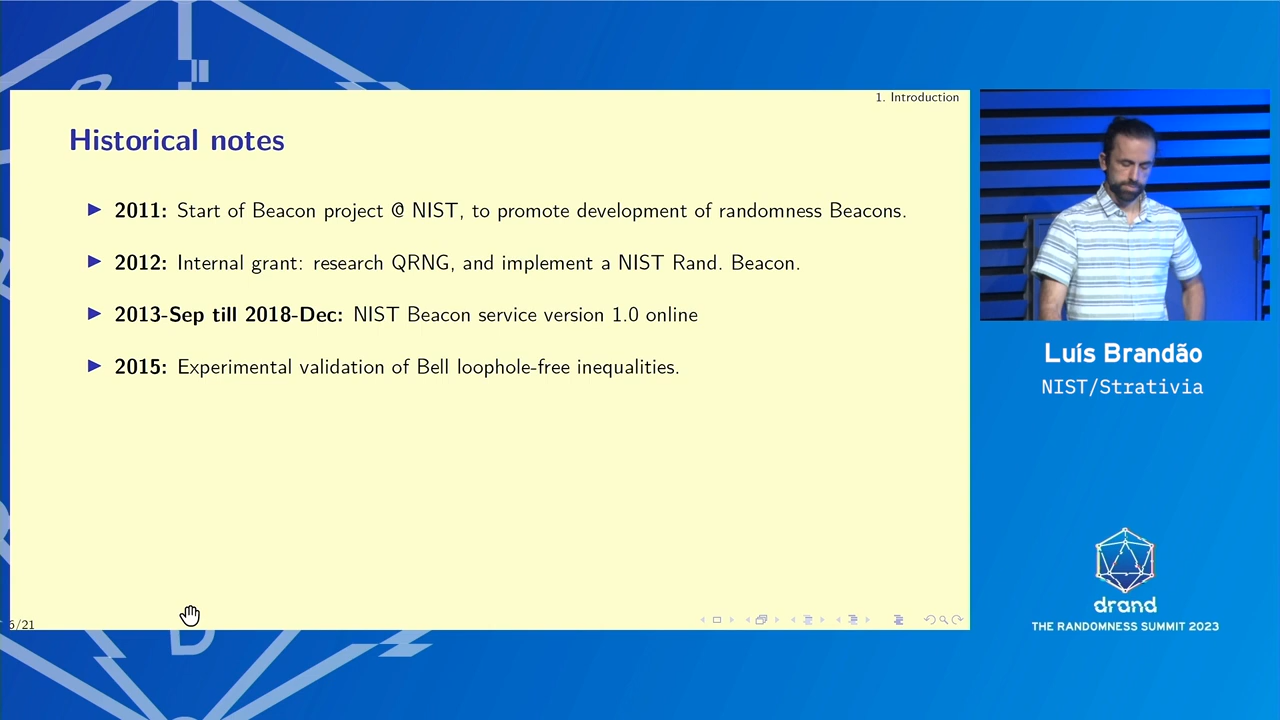 1. Introduction
Historical notes
2011: Start of Beacon project @ NIST, to promote development of randomness Beacons.
2012: Internal grant: research QRNG, and implement a NIST Rand. Beacon.
2013-Sep till 2018-Dec: NIST Beacon service version 1.0 online
2015: Experimental validation of Bell loophole-free inequalities.
/21
Luís Brandão
NIST/Strativia
drand
THE RANDOMNESS SUMMIT 2023